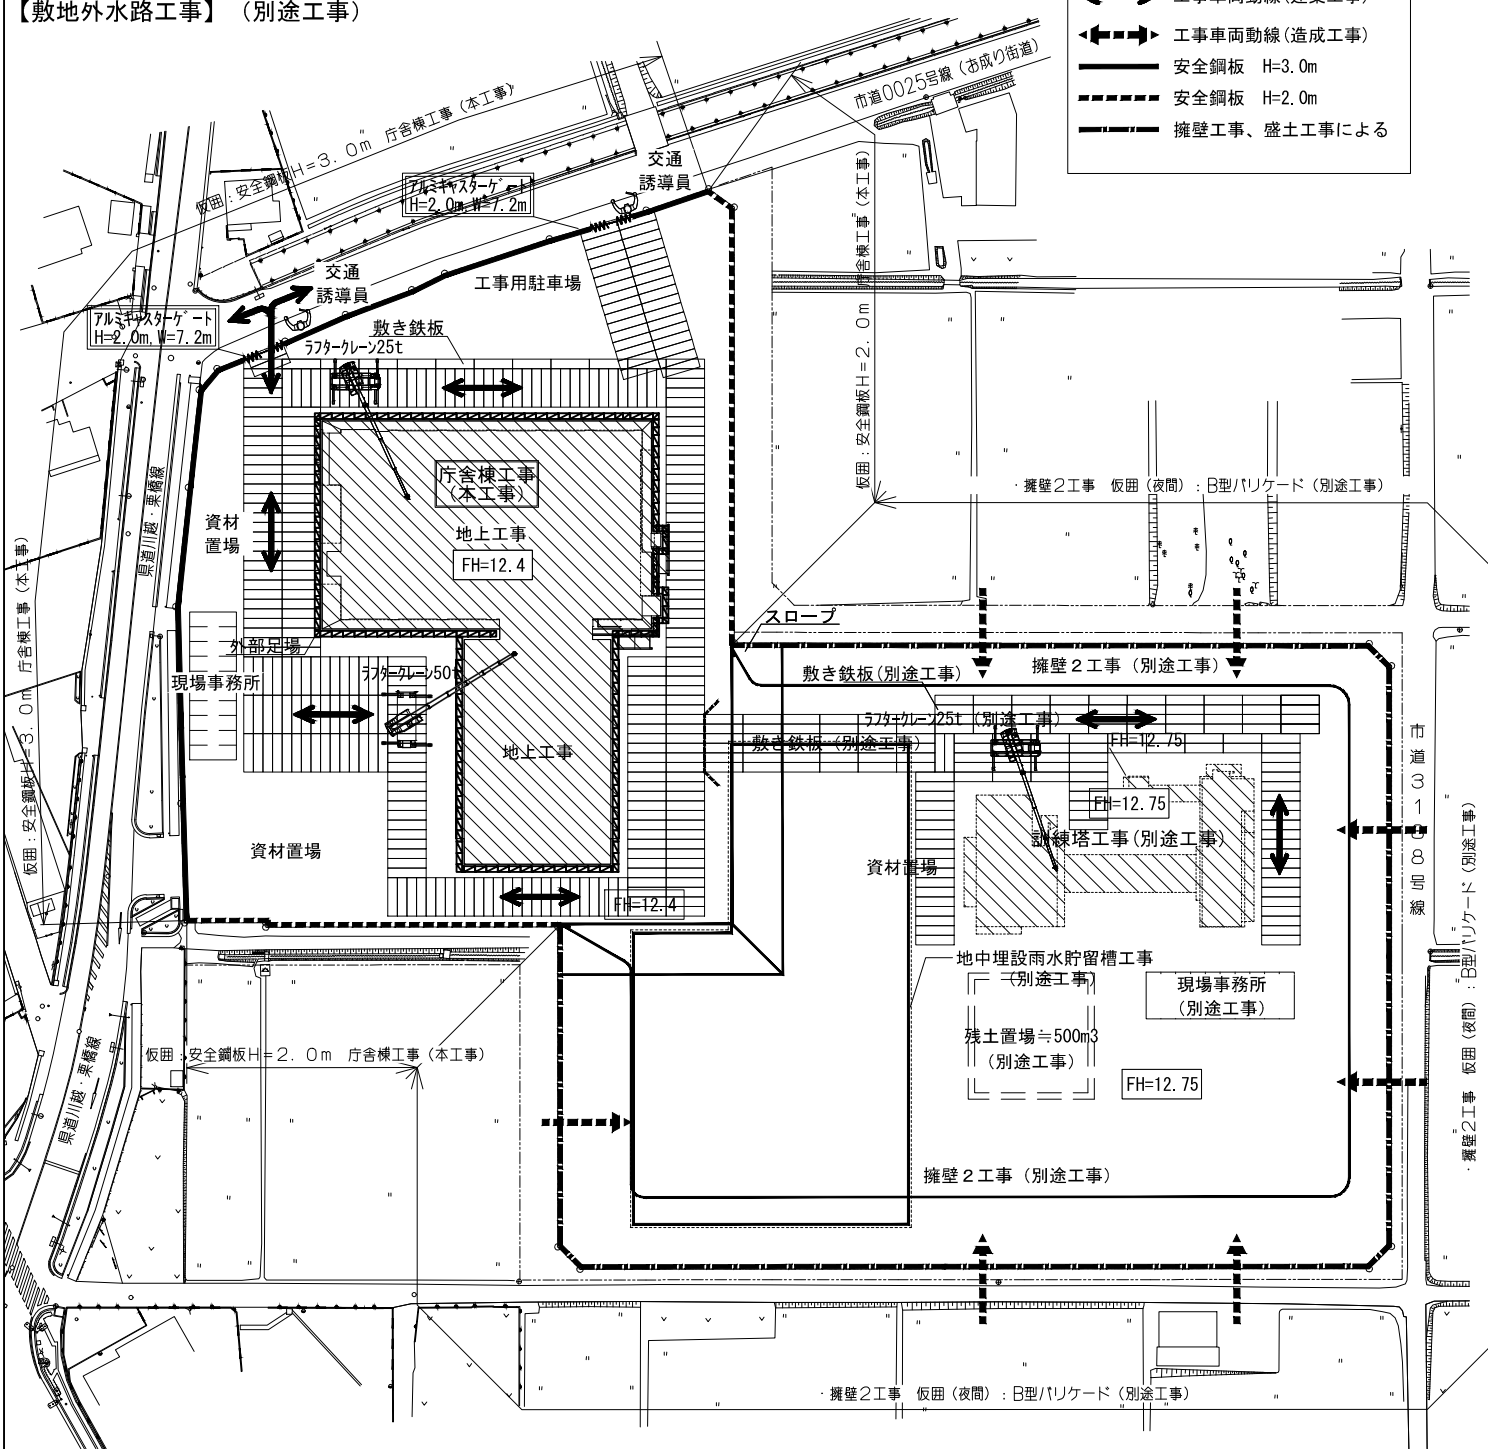 【敷地外水路工事】（別途工事）
工事車両動線(造成工事)
安全鋼板　H=3.0m
安全鋼板　H=2.0m
擁壁工事、盛土工事による
市道0025号線（お成り街道）
仮囲：安全鋼板H=3.0m　庁舎棟工事（本工事）
交通
誘導員
アルミキャスターゲート
H=2.0m,W=7.2m
工事用駐車場
交通
誘導員
アルミキャスターゲート
H=2.0m,W=7.2m
敷き鉄板
ラフタークレーン25t
仮囲：安全鋼板H=2.0m　庁舎棟工事（本工事）
県道川越・栗橋線
庁舎棟工事
（本工事）
地上工事
FH=12.4
資材
置場
・擁壁2工事　仮囲（夜間）：B型バリケード（別途工事）
仮囲：安全鋼板H=3.0m　庁舎棟工事（本工事）
外部足場
現場事務所
ラフタークレーン50t
地上工事
スロープ
敷き鉄板(別途工事)
擁壁２工事（別途工事）
ラフタークレーン25t（別途工事）
敷き鉄板（別途工事）
FH=12.75
FH=12.75
訓練塔工事(別途工事)
資材置場
資材置場
FH=12.4
市道3188号線
地中埋設雨水貯留槽工事
（別途工事）
現場事務所
（別途工事）
残土置場≒500m3
（別途工事）
FH=12.75
仮囲：安全鋼板H=2.0m　庁舎棟工事（本工事）
県道川越・栗橋線
擁壁２工事（別途工事）
・擁壁2工事　仮囲（夜間）：B型バリケード（別途工事）
・擁壁2工事　仮囲（夜間）：B型バリケード（別途工事）